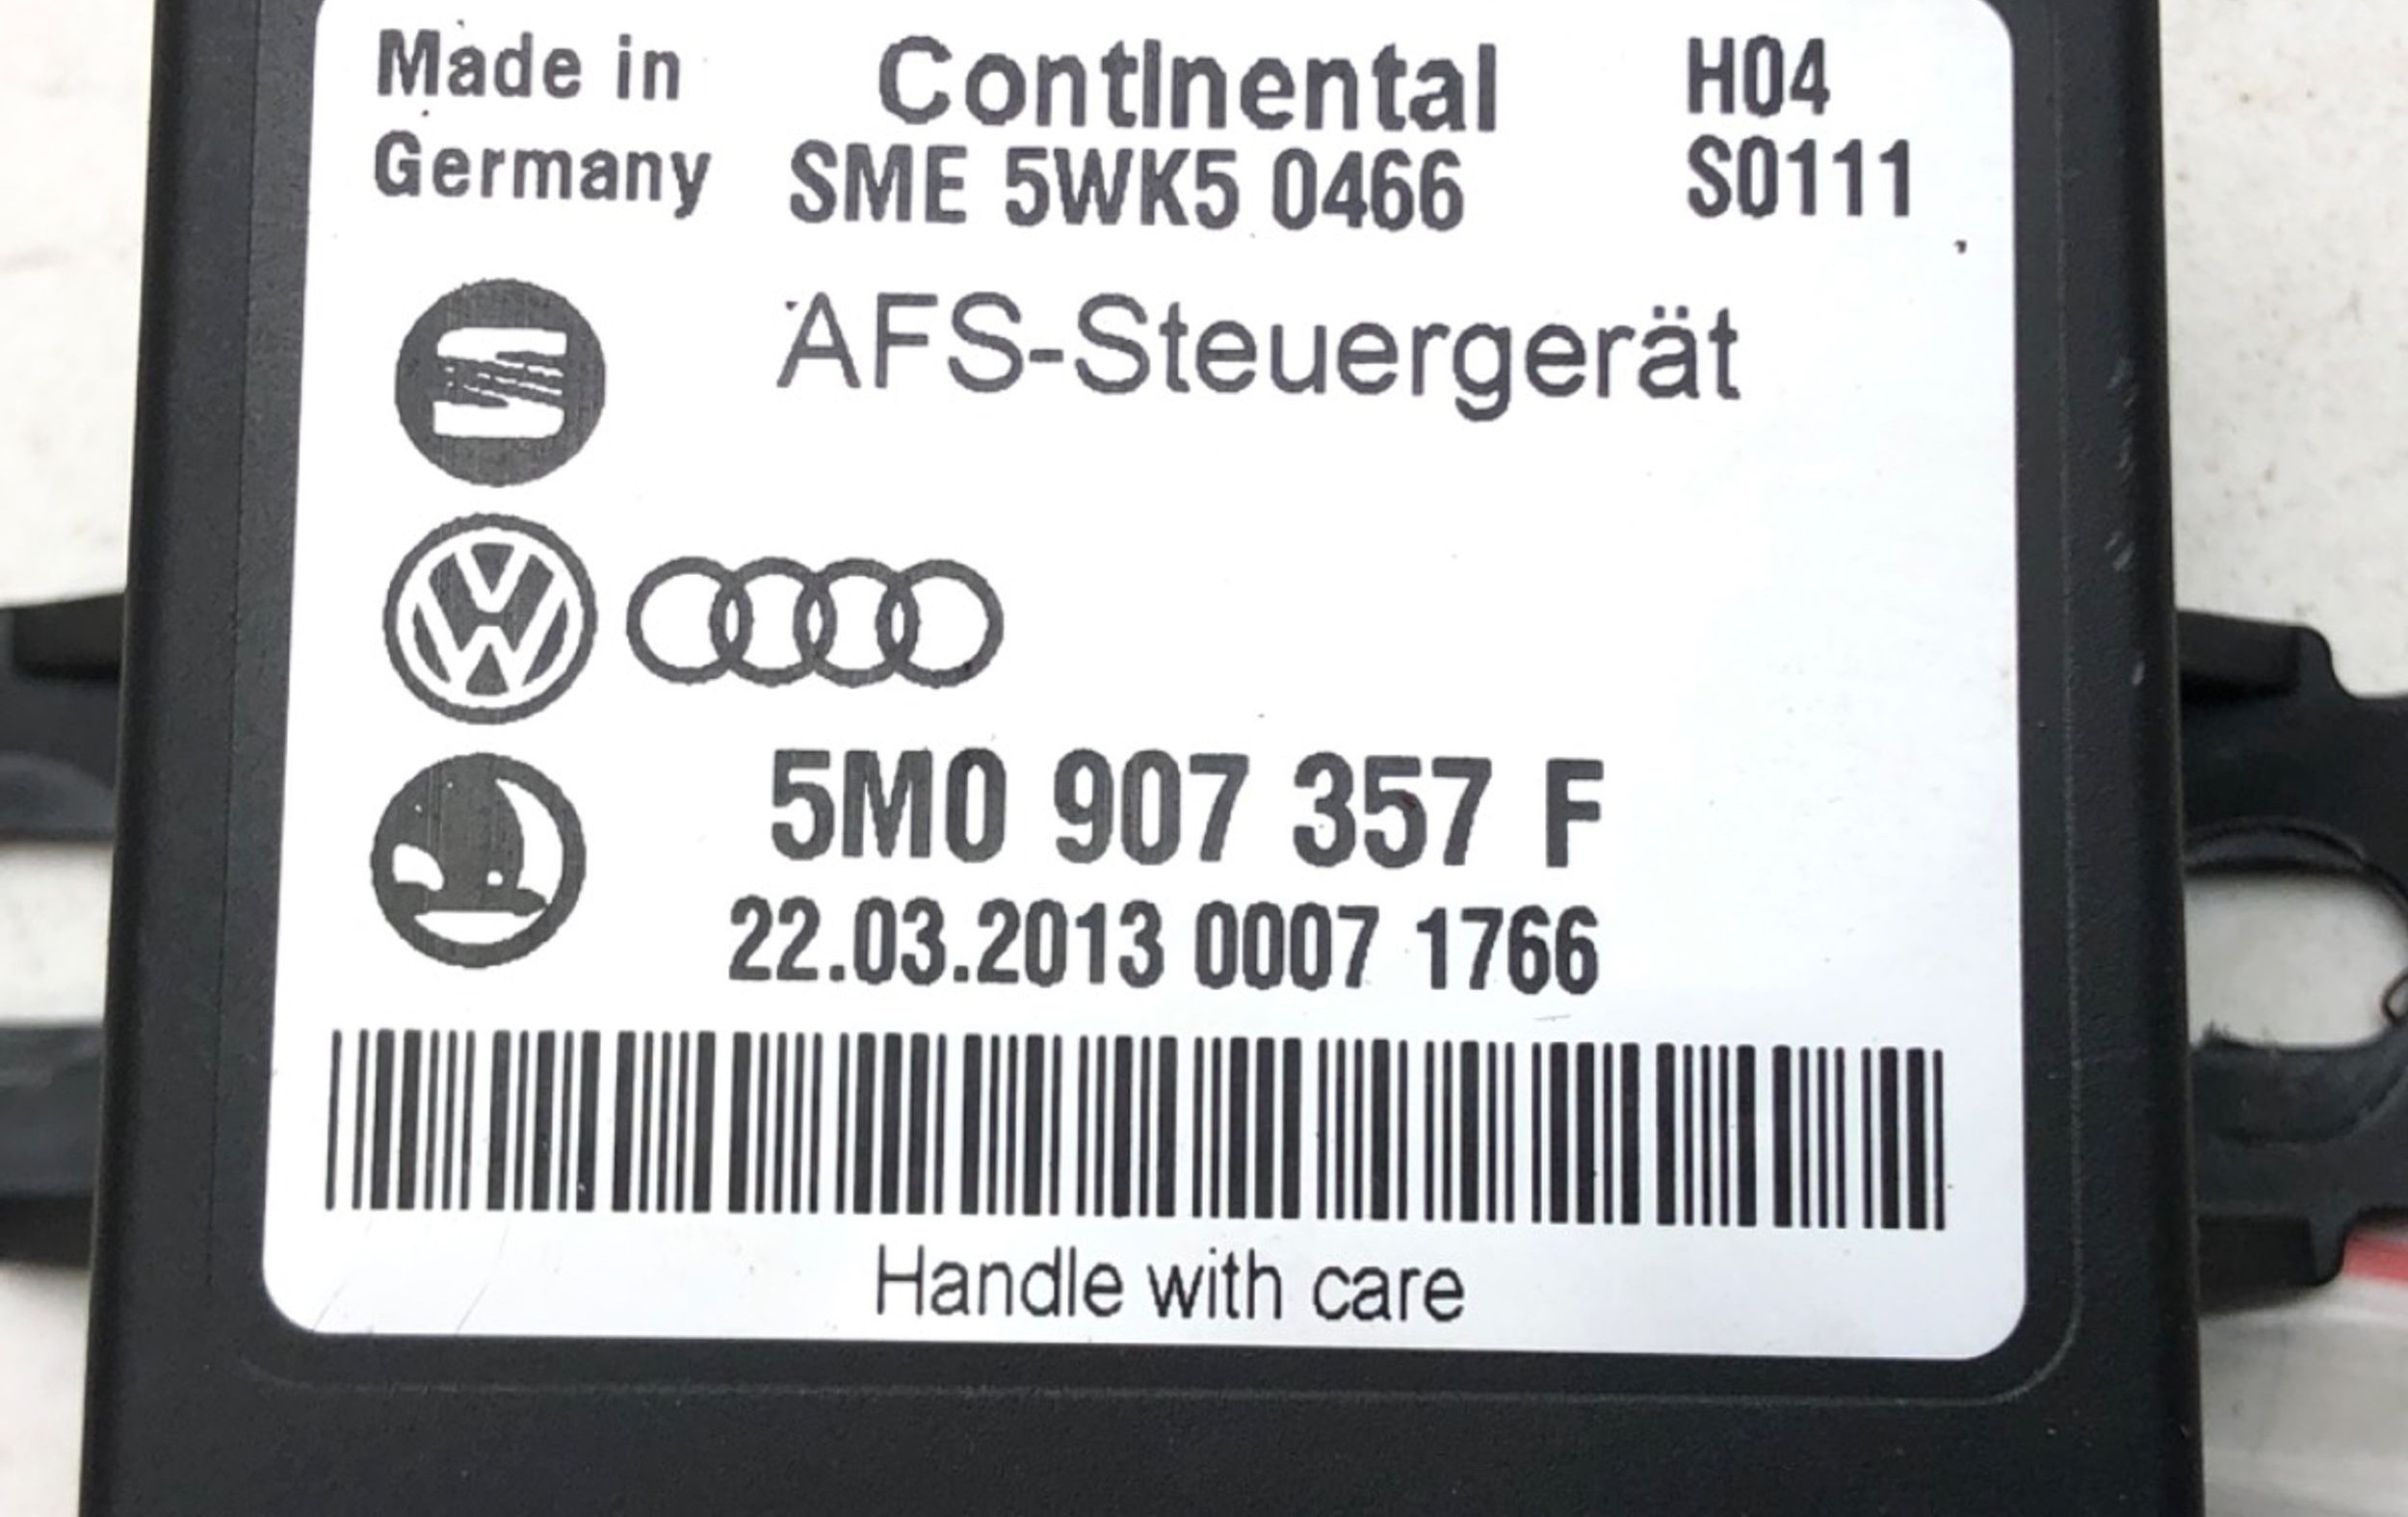 Made in
Germany
Continental
SME 5WK5 0466
H04
S0111
AFS-Steuergerät
5M0 907 357 F
22.03.2013 0007 1766
Handle with care